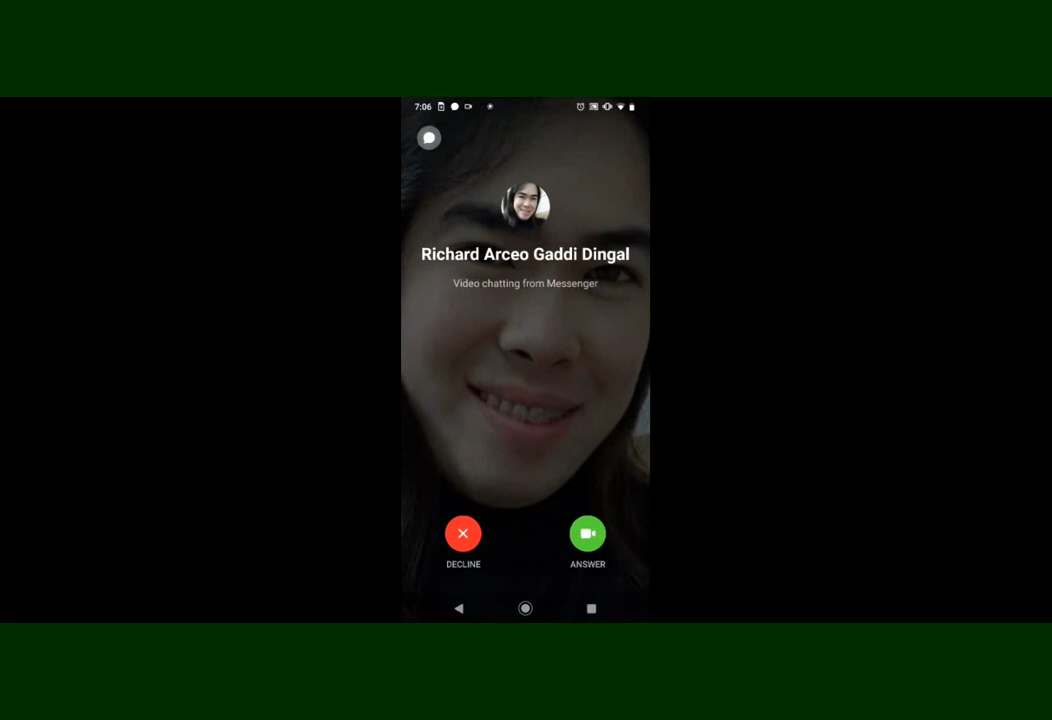 7:06
Richard Arceo Gaddi Dingal
Video chatting from Messenger
DECLINE
ANSWER